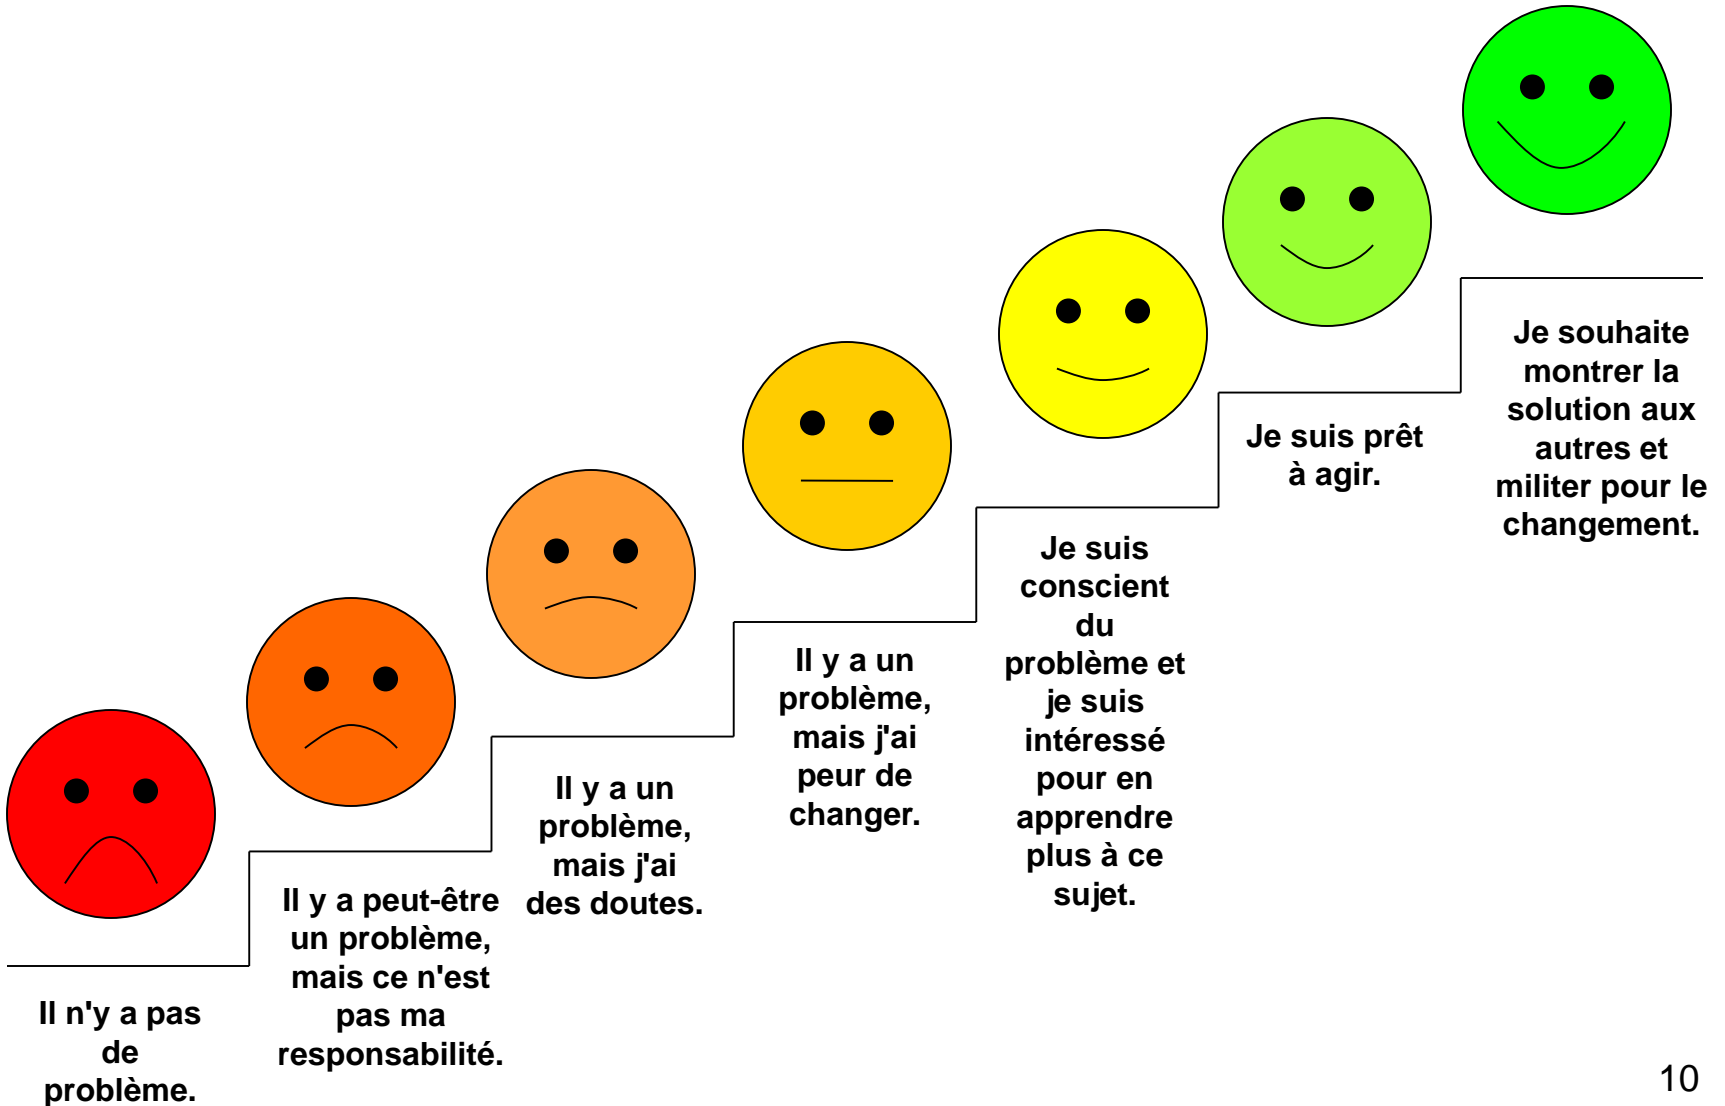 Il n'y a pas
de
problème.
Il y a peut-être
un problème,
mais ce n'est
pas ma
responsabilité.
Il y a un
problème,
mais j'ai
des doutes.
Il y a un
problème,
mais j'ai
peur de
changer.
Je suis
conscient
du
problème et
je suis
intéressé
pour en
apprendre
plus à ce
sujet.
Je suis prêt
à agir.
Je souhaite
montrer la
solution aux
autres et
militer pour le
changement.
10